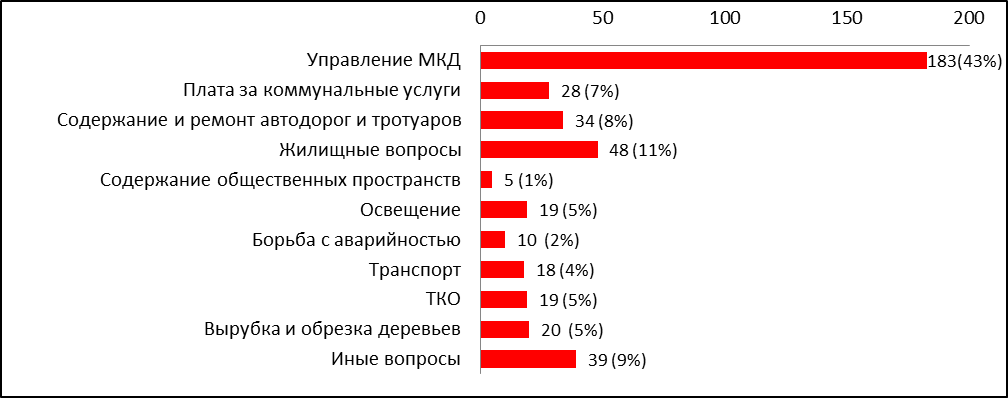 0 50 100 150 200
Управление МКД 183(43%)
Плата за коммунальные услуги 28 (7%)
Содержание и ремонт автодорог и тротуаров 34 (8%)
Жилищные вопросы 48 (11%)
Содержание общественных пространств 5 (1%)
Освещение 19 (5%)
Борьба с аварийностью 10 (2%)
Транспорт 18 (4%)
ТКО 19 (5%)
Вырубка и обрезка деревьев 20 (5%)
Иные вопросы 39 (9%)